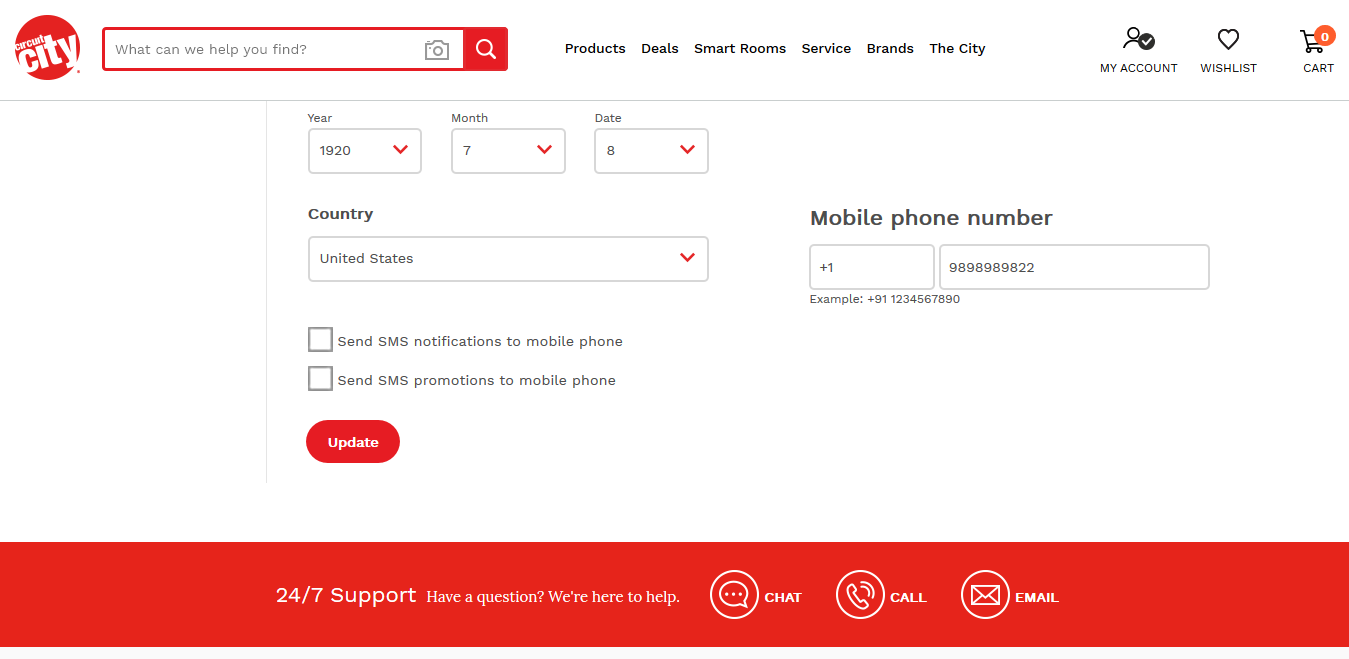 circuit city
What can we help you find?
Products Deals Smart Rooms Service Brands The City
MY ACCOUNT WISHLIST 0 CART
Year Month Date
1920 7 8
Country
United States
Mobile phone number
+1 9898989822
Example: +91 1234567890
Send SMS notifications to mobile phone
Send SMS promotions to mobile phone
Update
24/7 Support Have a question? We're here to help. CHAT CALL EMAIL